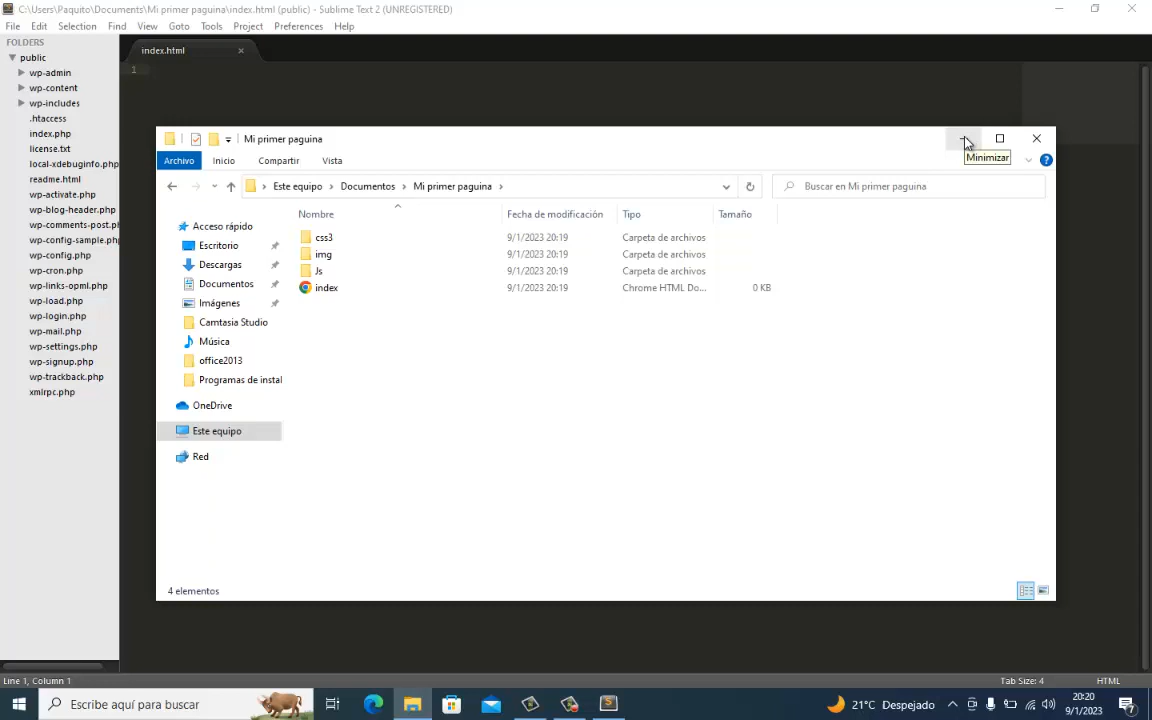 C:\Users\Paquito\Documents\Mi primer paguina\index.html (public) - Sublime Text 2 (UNREGISTERED)
File Edit Selection Find View Goto Tools Project Preferences Help
FOLDERS
public
wp-admin
wp-content
wp-includes
.htaccess
index.php
license.txt
local-xdebuginfo.php
readme.html
wp-activate.php
wp-blog-header.php
wp-comments-post.ph
wp-config-sample.php
wp-config.php
wp-cron.php
wp-links-opml.php
wp-load.php
wp-login.php
wp-mail.php
wp-settings.php
wp-signup.php
wp-trackback.php
xmlrpc.php
index.html
1
Mi primer paguina
Minimizar
Archivo Inicio Compartir Vista
Este equipo Documentos Mi primer paguina
Buscar en Mi primer paguina
Acceso rápido
Escritorio
Descargas
Documentos
Imágenes
Camtasia Studio
Música
office2013
Programas de instal
OneDrive
Este equipo
Red
Nombre Fecha de modificación Tipo Tamaño
css3 9/1/2023 20:19 Carpeta de archivos
img 9/1/2023 20:19 Carpeta de archivos
Js 9/1/2023 20:19 Carpeta de archivos
index 9/1/2023 20:19 Chrome HTML Do... 0 KB
4 elementos
Line 1, Column 1
Tab Size: 4
HTML
Escribe aquí para buscar
21°C Despejado
20:20
9/1/2023
7